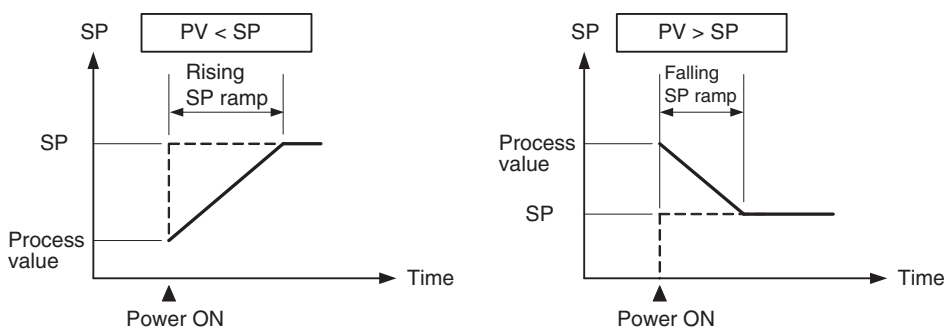 SP
PV < SP
Rising
SP ramp
SP
Process
value
Time
Power ON
SP
PV > SP
Falling
SP ramp
Process
value
SP
Time
Power ON